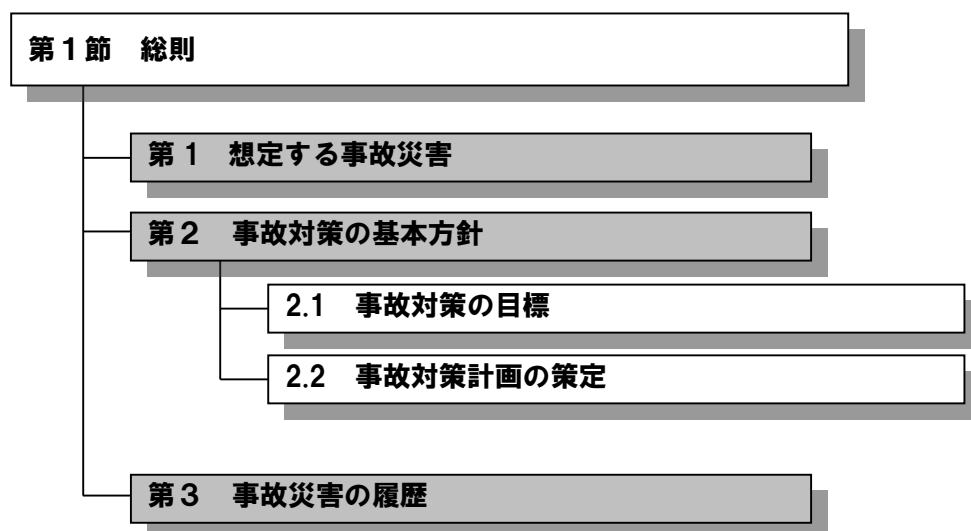 第１節　総則
第１　想定する事故災害
第２　事故対策の基本方針
2.1　事故対策の目標
2.2　事故対策計画の策定
第３　事故災害の履歴